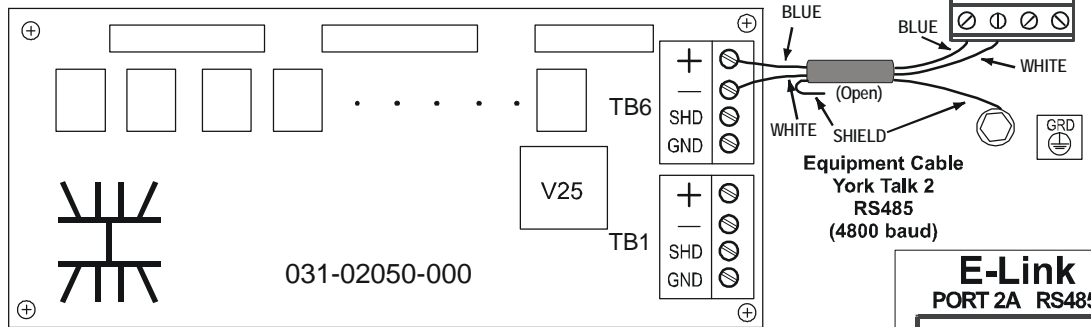 BLUE
BLUE
WHITE
+
—
SHD
GND
TB6
(Open)
WHITE
SHIELD
GRD
Equipment Cable
York Talk 2
RS485
(4800 baud)
V25
+
—
SHD
GND
TB1
031-02050-000
E-Link
PORT 2A RS485